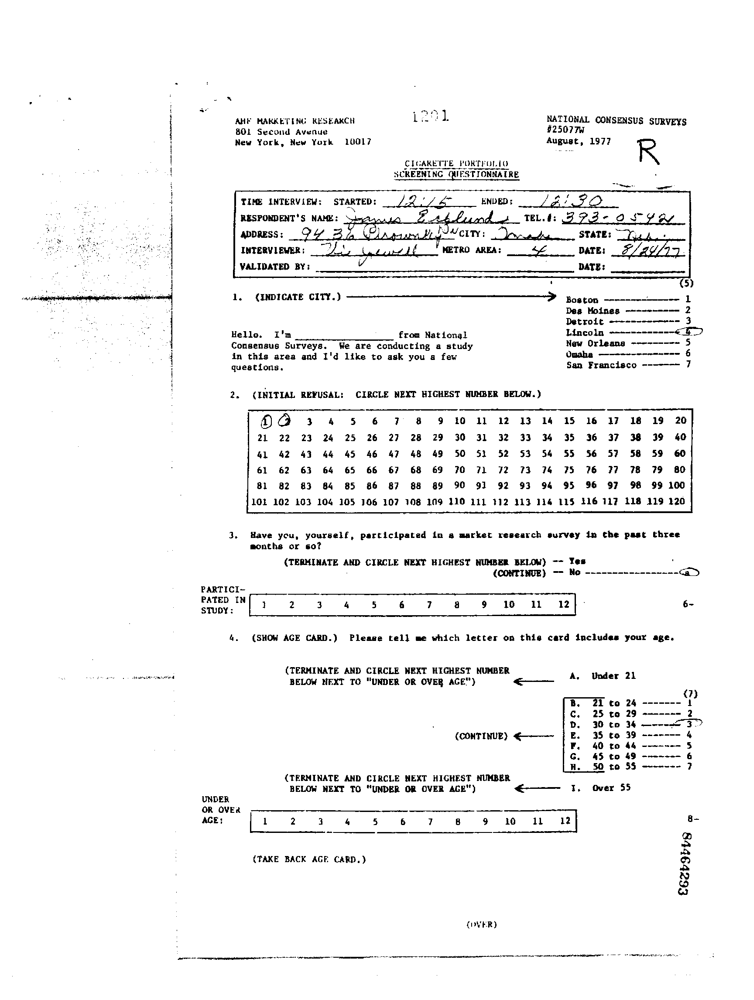 1201
AHF MARKETING RESEARCH
801 Second Avenue
New York, New York 10017
NATIONAL CONSENSUS SURVEYS
#25077W
August, 1977
R
CIGARETTE PORTFOLIO
SCREENING QUESTIONNAIRE
TIME INTERVIEW: STARTED: 12:15 ENDED: 12:30
RESPONDENT'S NAME: James TEL.#: 393-0542
ADDRESS: 9436 CITY: Omaha STATE:
INTERVIEWER: METRO AREA: 4 DATE: 8/24/77
VALIDATED BY: DATE:
(5)
1. (INDICATE CITY.)
Boston ---------- 1
Des Moines --------- 2
Detroit ---------- 3
Lincoln ---------- 4
New Orleans -------- 5
Omaha ------------ 6
San Francisco ------- 7
Hello. I'm ____________ from National
Consensus Surveys. We are conducting a study
in this area and I'd like to ask you a few
questions.
2. (INITIAL REFUSAL: CIRCLE NEXT HIGHEST NUMBER BELOW.)
1 2 3 4 5 6 7 8 9 10 11 12 13 14 15 16 17 18 19 20
21 22 23 24 25 26 27 28 29 30 31 32 33 34 35 36 37 38 39 40
41 42 43 44 45 46 47 48 49 50 51 52 53 54 55 56 57 58 59 60
61 62 63 64 65 66 67 68 69 70 71 72 73 74 75 76 77 78 79 80
81 82 83 84 85 86 87 88 89 90 91 92 93 94 95 96 97 98 99 100
101 102 103 104 105 106 107 108 109 110 111 112 113 114 115 116 117 118 119 120
3. Have you, yourself, participated in a market research survey in the past three
months or so?
(TERMINATE AND CIRCLE NEXT HIGHEST NUMBER BELOW) -- Yes
(CONTINUE) -- No ----------------
PARTICI-
PATED IN
STUDY: 1 2 3 4 5 6 7 8 9 10 11 12 6-
4. (SHOW AGE CARD.) Please tell me which letter on this card includes your age.
(TERMINATE AND CIRCLE NEXT HIGHEST NUMBER
BELOW NEXT TO "UNDER OR OVER AGE") A. Under 21
(7)
B. 21 to 24 ------- 1
C. 25 to 29 ------- 2
D. 30 to 34 ------- 3
(CONTINUE) E. 35 to 39 ------- 4
F. 40 to 44 ------- 5
G. 45 to 49 ------- 6
H. 50 to 55 ------- 7
(TERMINATE AND CIRCLE NEXT HIGHEST NUMBER
BELOW NEXT TO "UNDER OR OVER AGE") I. Over 55
UNDER
OR OVER
AGE: 1 2 3 4 5 6 7 8 9 10 11 12 8-
(TAKE BACK AGE CARD.)
84464293
(OVER)